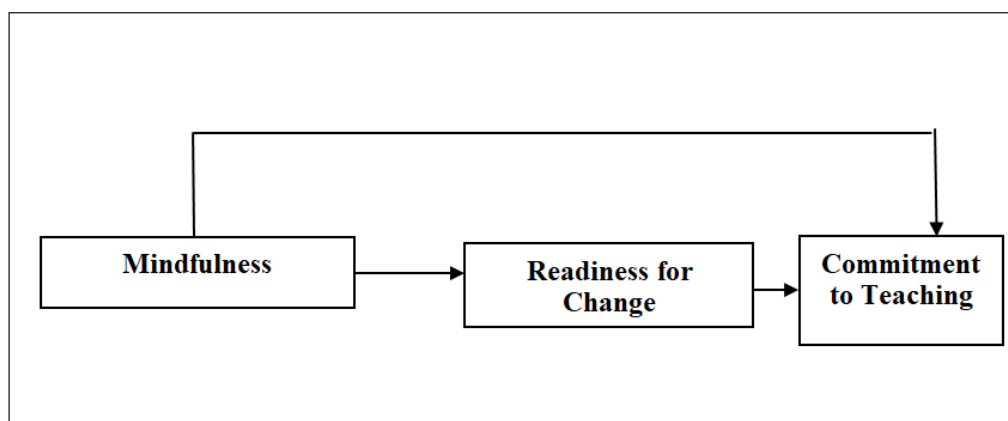 Mindfulness
Readiness for
Change
Commitment
to Teaching